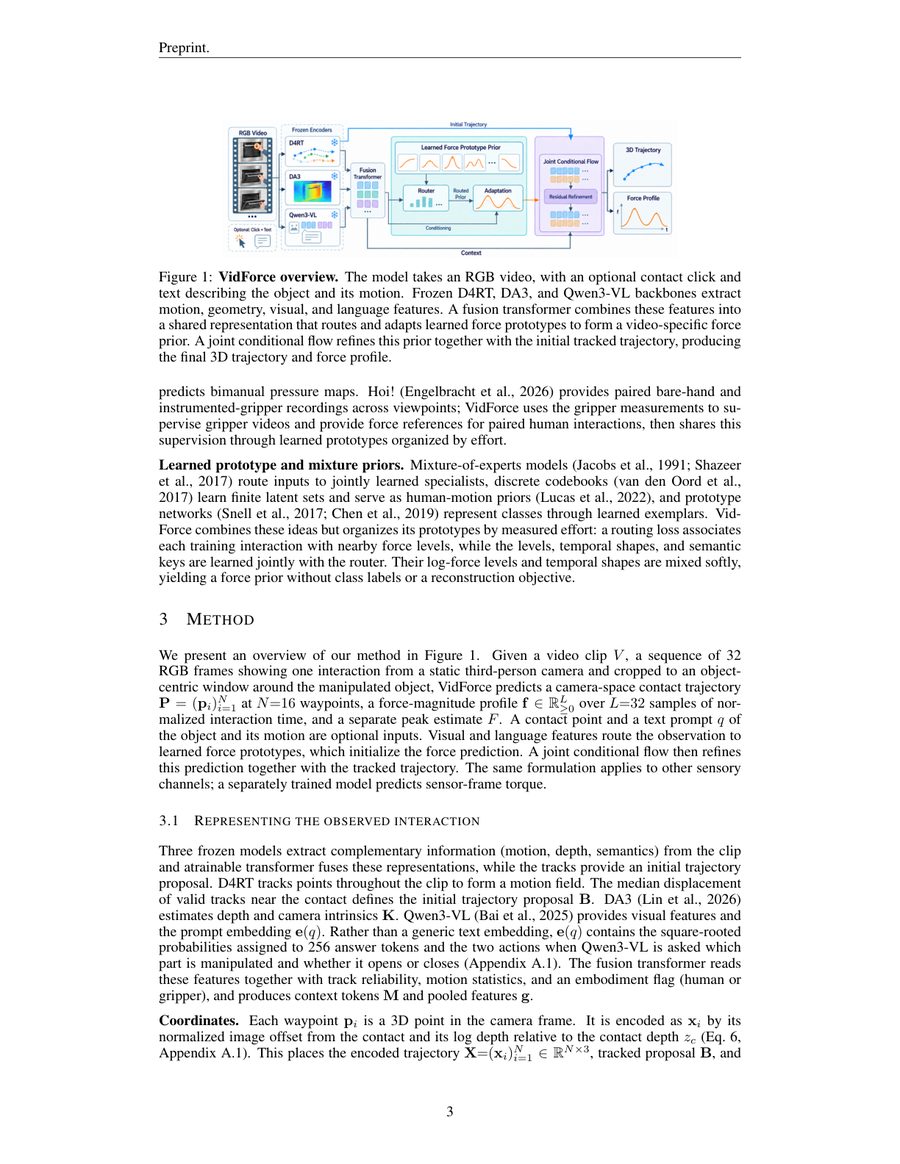 Preprint.
Initial Trajectory
RGB Video
Frozen Encoders
D4RT
DA3
Qwen3-VL
Optional: Click + Text
Fusion
Transformer
Learned Force Prototype Prior
Router
Routed
Prior
Adaptation
Conditioning
Context
Joint Conditional Flow
Residual Refinement
3D Trajectory
Force Profile
f
t
Figure 1: VidForce overview. The model takes an RGB video, with an optional contact click and
text describing the object and its motion. Frozen D4RT, DA3, and Qwen3-VL backbones extract
motion, geometry, visual, and language features. A fusion transformer combines these features into
a shared representation that routes and adapts learned force prototypes to form a video-specific force
prior. A joint conditional flow refines this prior together with the initial tracked trajectory, producing
the final 3D trajectory and force profile.
predicts bimanual pressure maps. Hoi! (Engelbracht et al., 2026) provides paired bare-hand and
instrumented-gripper recordings across viewpoints; VidForce uses the gripper measurements to su-
pervise gripper videos and provide force references for paired human interactions, then shares this
supervision through learned prototypes organized by effort.
Learned prototype and mixture priors. Mixture-of-experts models (Jacobs et al., 1991; Shazeer
et al., 2017) route inputs to jointly learned specialists, discrete codebooks (van den Oord et al.,
2017) learn finite latent sets and serve as human-motion priors (Lucas et al., 2022), and prototype
networks (Snell et al., 2017; Chen et al., 2019) represent classes through learned exemplars. Vid-
Force combines these ideas but organizes its prototypes by measured effort: a routing loss associates
each training interaction with nearby force levels, while the levels, temporal shapes, and semantic
keys are learned jointly with the router. Their log-force levels and temporal shapes are mixed softly,
yielding a force prior without class labels or a reconstruction objective.
3 METHOD
We present an overview of our method in Figure 1. Given a video clip V, a sequence of 32
RGB frames showing one interaction from a static third-person camera and cropped to an object-
centric window around the manipulated object, VidForce predicts a camera-space contact trajectory
P = (p_i)_{i=1}^N at N=16 waypoints, a force-magnitude profile f ∈ ℝ_{≥0}^L over L=32 samples of nor-
malized interaction time, and a separate peak estimate F. A contact point and a text prompt q of
the object and its motion are optional inputs. Visual and language features route the observation to
learned force prototypes, which initialize the force prediction. A joint conditional flow then refines
this prediction together with the tracked trajectory. The same formulation applies to other sensory
channels; a separately trained model predicts sensor-frame torque.
3.1 REPRESENTING THE OBSERVED INTERACTION
Three frozen models extract complementary information (motion, depth, semantics) from the clip
and atrainable transformer fuses these representations, while the tracks provide an initial trajectory
proposal. D4RT tracks points throughout the clip to form a motion field. The median displacement
of valid tracks near the contact defines the initial trajectory proposal B. DA3 (Lin et al., 2026)
estimates depth and camera intrinsics K. Qwen3-VL (Bai et al., 2025) provides visual features and
the prompt embedding e(q). Rather than a generic text embedding, e(q) contains the square-rooted
probabilities assigned to 256 answer tokens and the two actions when Qwen3-VL is asked which
part is manipulated and whether it opens or closes (Appendix A.1). The fusion transformer reads
these features together with track reliability, motion statistics, and an embodiment flag (human or
gripper), and produces context tokens M and pooled features g.
Coordinates. Each waypoint p_i is a 3D point in the camera frame. It is encoded as x_i by its
normalized image offset from the contact and its log depth relative to the contact depth z_c (Eq. 6,
Appendix A.1). This places the encoded trajectory X=(x_i)_{i=1}^N ∈ ℝ^{N×3}, tracked proposal B, and
3